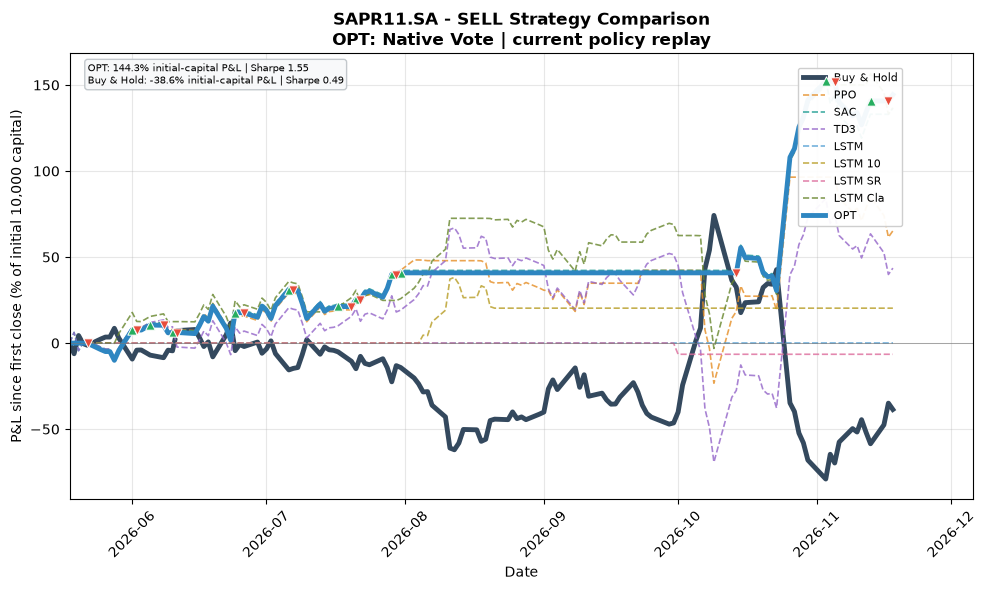 SAPR11.SA - SELL Strategy Comparison
OPT: Native Vote | current policy replay
OPT: 144.3% initial-capital P&L | Sharpe 1.55
Buy & Hold: -38.6% initial-capital P&L | Sharpe 0.49
Buy & Hold
PPO
SAC
TD3
LSTM
LSTM 10
LSTM SR
LSTM Cla
OPT
P&L since first close (% of initial 10,000 capital)
150
100
50
0
−50
2026-06
2026-07
2026-08
2026-09
2026-10
2026-11
2026-12
Date